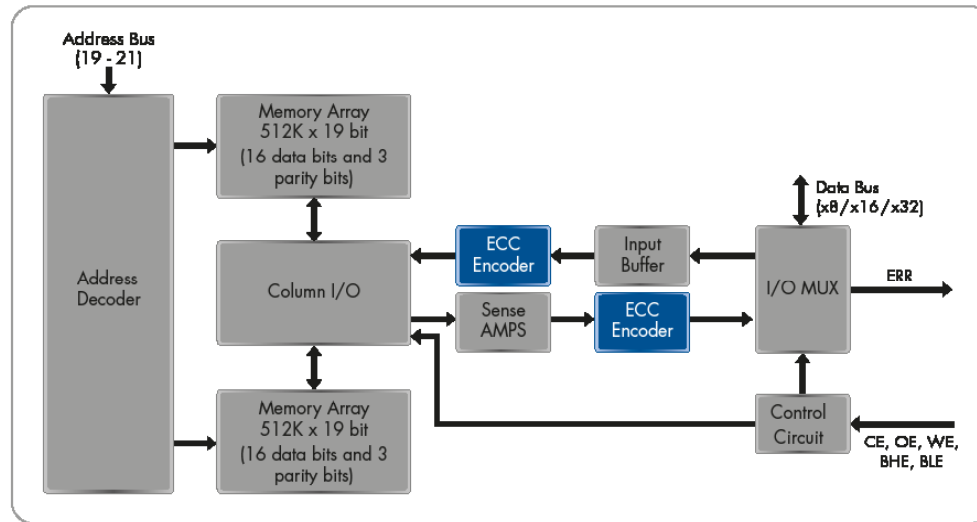 Address Bus
(19 - 21)
Memory Array
512K x 19 bit
(16 data bits and 3
parity bits)
Data Bus
(x8/x16/x32)
ECC
Encoder
Input
Buffer
Address
Decoder
Column I/O
I/O MUX
ERR
Sense
AMPS
ECC
Encoder
Memory Array
512K x 19 bit
(16 data bits and 3
parity bits)
Control
Circuit
CE, OE, WE,
BHE, BLE